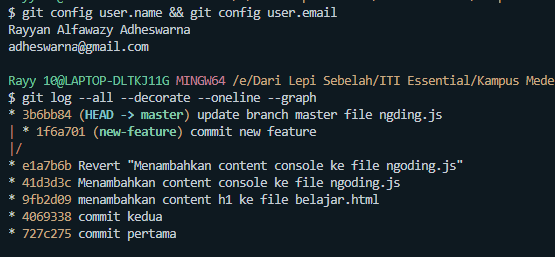 $ git config user.name && git config user.email
Rayyan Alfawazy Adheswarna
adheswarna@gmail.com
Rayy 10@LAPTOP-DLTKJ11G MINGW64 /e/Dari Lepi Sebelah/ITI Essential/Kampus Mede
$ git log --all --decorate --oneline --graph
* 3b6bb84 (HEAD -> master) update branch master file ngding.js
| * 1f6a701 (new-feature) commit new feature
|/
* e1a7b6b Revert "Menambahkan content console ke file ngoding.js"
* 41d3d3c Menambahkan content console ke file ngoding.js
* 9fb2d09 menambahkan content h1 ke file belajar.html
* 4069338 commit kedua
* 727c275 commit pertama